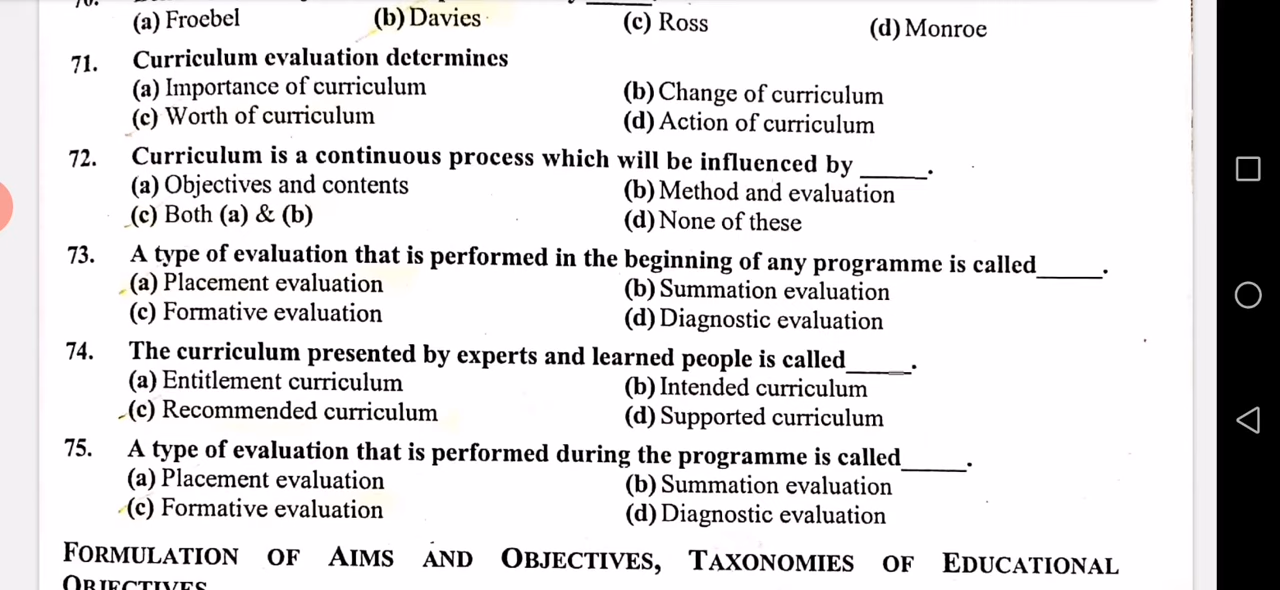 (a) Froebel (b) Davies (c) Ross (d) Monroe
71. Curriculum evaluation determines
(a) Importance of curriculum (b) Change of curriculum
(c) Worth of curriculum (d) Action of curriculum
72. Curriculum is a continuous process which will be influenced by _____.
(a) Objectives and contents (b) Method and evaluation
(c) Both (a) & (b) (d) None of these
73. A type of evaluation that is performed in the beginning of any programme is called_____.
(a) Placement evaluation (b) Summation evaluation
(c) Formative evaluation (d) Diagnostic evaluation
74. The curriculum presented by experts and learned people is called_____.
(a) Entitlement curriculum (b) Intended curriculum
(c) Recommended curriculum (d) Supported curriculum
75. A type of evaluation that is performed during the programme is called_____.
(a) Placement evaluation (b) Summation evaluation
(c) Formative evaluation (d) Diagnostic evaluation
FORMULATION OF AIMS AND OBJECTIVES, TAXONOMIES OF EDUCATIONAL
OBJECTIVES